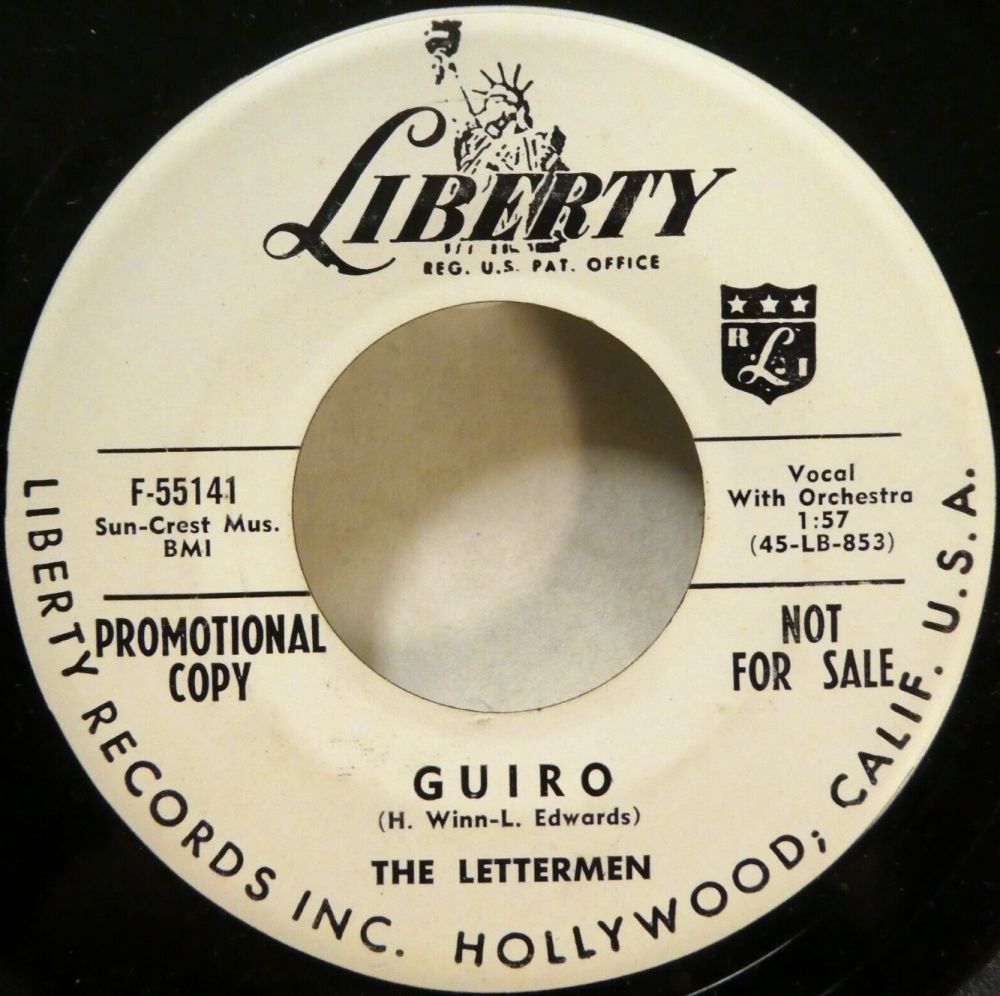 LIBERTY
REG. U.S. PAT. OFFICE
R L I
F-55141
Sun-Crest Mus.
BMI
Vocal
With Orchestra
1:57
(45-LB-853)
PROMOTIONAL
COPY
NOT
FOR SALE
GUIRO
(H. Winn-L. Edwards)
THE LETTERMEN
LIBERTY RECORDS INC. HOLLYWOOD; CALIF. U.S.A.